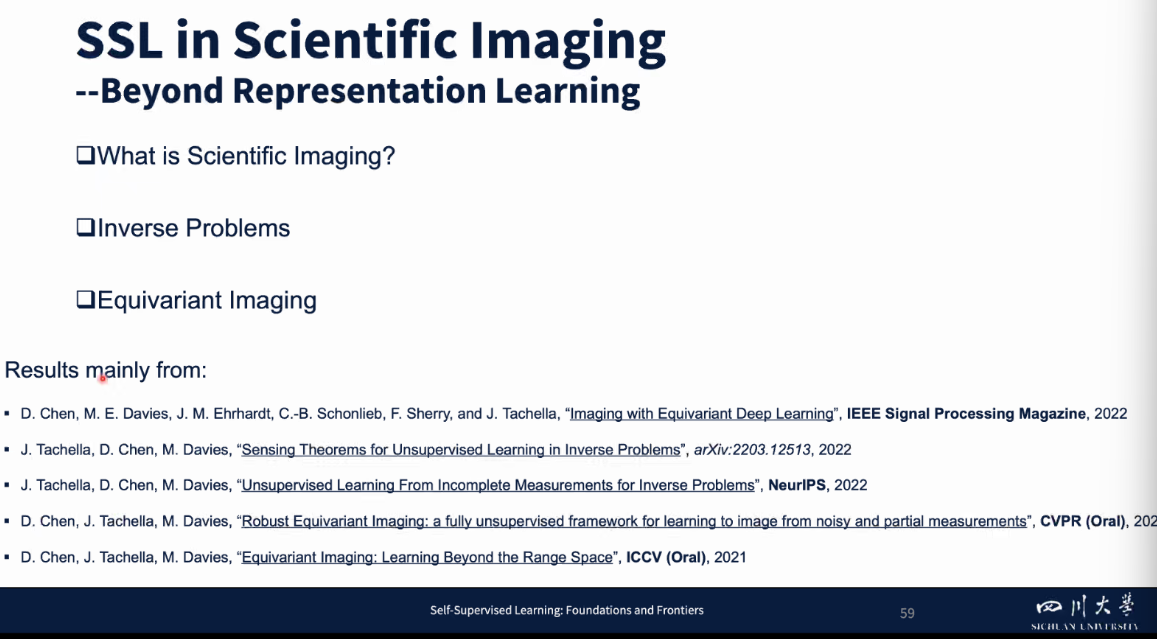 SSL in Scientific Imaging
--Beyond Representation Learning
❑What is Scientific Imaging?
❑Inverse Problems
❑Equivariant Imaging
Results mainly from:
▪ D. Chen, M. E. Davies, J. M. Ehrhardt, C.-B. Schonlieb, F. Sherry, and J. Tachella, “Imaging with Equivariant Deep Learning”, IEEE Signal Processing Magazine, 2022
▪ J. Tachella, D. Chen, M. Davies, “Sensing Theorems for Unsupervised Learning in Inverse Problems”, arXiv:2203.12513, 2022
▪ J. Tachella, D. Chen, M. Davies, “Unsupervised Learning From Incomplete Measurements for Inverse Problems”, NeurIPS, 2022
▪ D. Chen, J. Tachella, M. Davies, “Robust Equivariant Imaging: a fully unsupervised framework for learning to image from noisy and partial measurements”, CVPR (Oral), 202
▪ D. Chen, J. Tachella, M. Davies, “Equivariant Imaging: Learning Beyond the Range Space”, ICCV (Oral), 2021
Self-Supervised Learning: Foundations and Frontiers
59
四川大學
SICHUAN UNIVERSITY